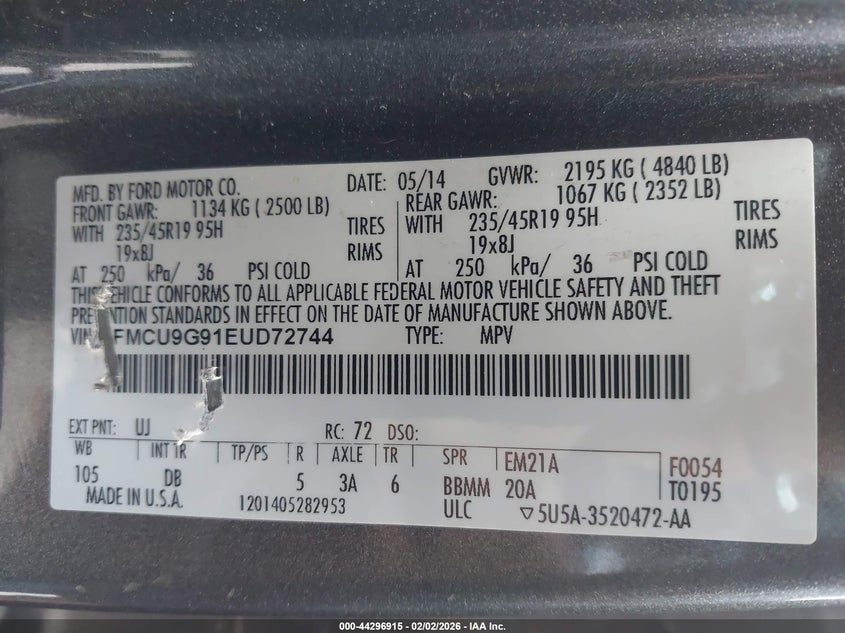 MFD. BY FORD MOTOR CO. DATE: 05/14 GVWR: 2195 KG ( 4840 LB)
FRONT GAWR: 1134 KG ( 2500 LB) REAR GAWR: 1067 KG ( 2352 LB)
WITH 235/45R19 95H TIRES WITH 235/45R19 95H TIRES
19x8J RIMS 19x8J RIMS
AT 250 kPa/ 36 PSI COLD AT 250 kPa/ 36 PSI COLD
THIS VEHICLE CONFORMS TO ALL APPLICABLE FEDERAL MOTOR VEHICLE SAFETY AND THEFT
PREVENTION STANDARDS IN EFFECT ON THE DATE OF MANUFACTURE SHOWN ABOVE.
VIN: FMCU9G91EUD72744 TYPE: MPV
EXT PNT: UJ RC: 72 DSO:
WB INT TR TP/PS R AXLE TR SPR EM21A F0054
105 DB 5 3A 6 BBMM 20A T0195
MADE IN U.S.A. 1201405282953 ULC ▽5U5A-3520472-AA
000-44296915 - 02/02/2026 - IAA Inc.